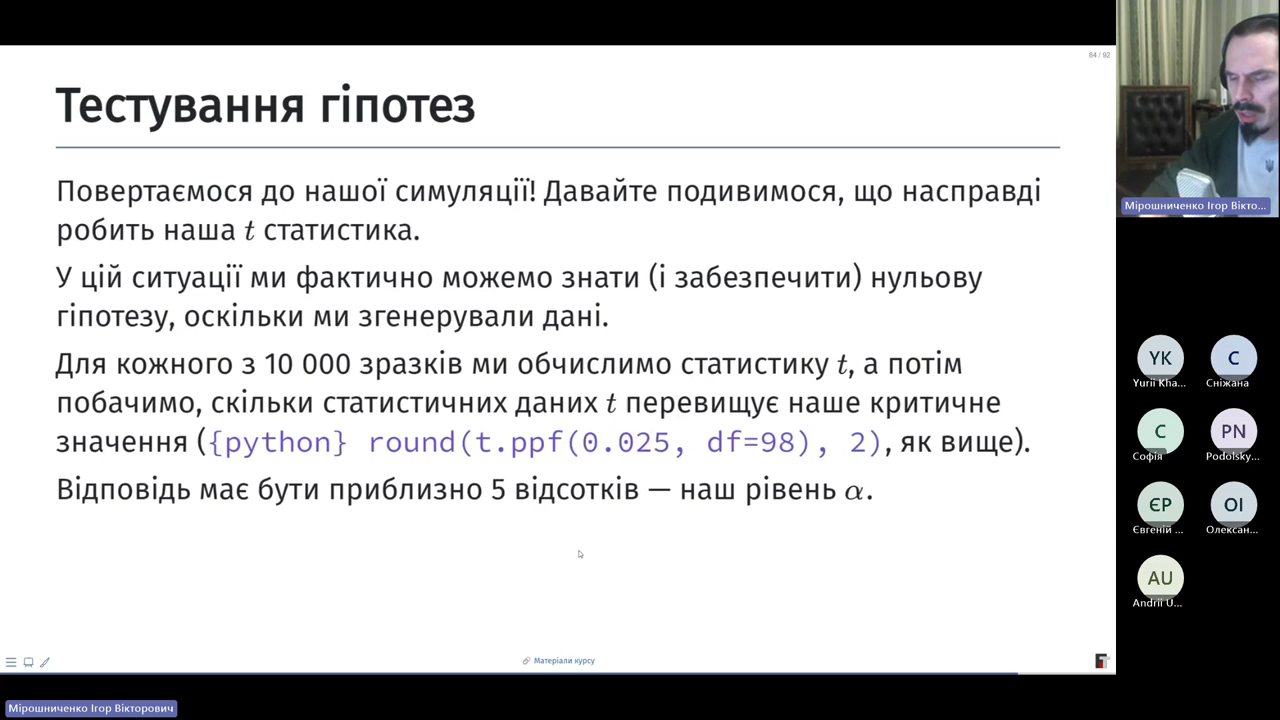 84 / 92
Тестування гіпотез
Повертаємося до нашої симуляції! Давайте подивимося, що насправді
робить наша t статистика.
У цій ситуації ми фактично можемо знати (і забезпечити) нульову
гіпотезу, оскільки ми згенерували дані.
Для кожного з 10 000 зразків ми обчислимо статистику t, а потім
побачимо, скільки статистичних даних t перевищує наше критичне
значення ({python} round(t.ppf(0.025, df=98), 2), як вище).
Відповідь має бути приблизно 5 відсотків — наш рівень α.
Матеріали курсу
Мірошниченко Ігор Вікторович
Мірошниченко Ігор Вікто...
YK
Yurii Kha...
С
Сніжана
С
Софія
PN
Podolsky...
ЄР
Євгеній ...
ОІ
Олексан...
AU
Andrii U...